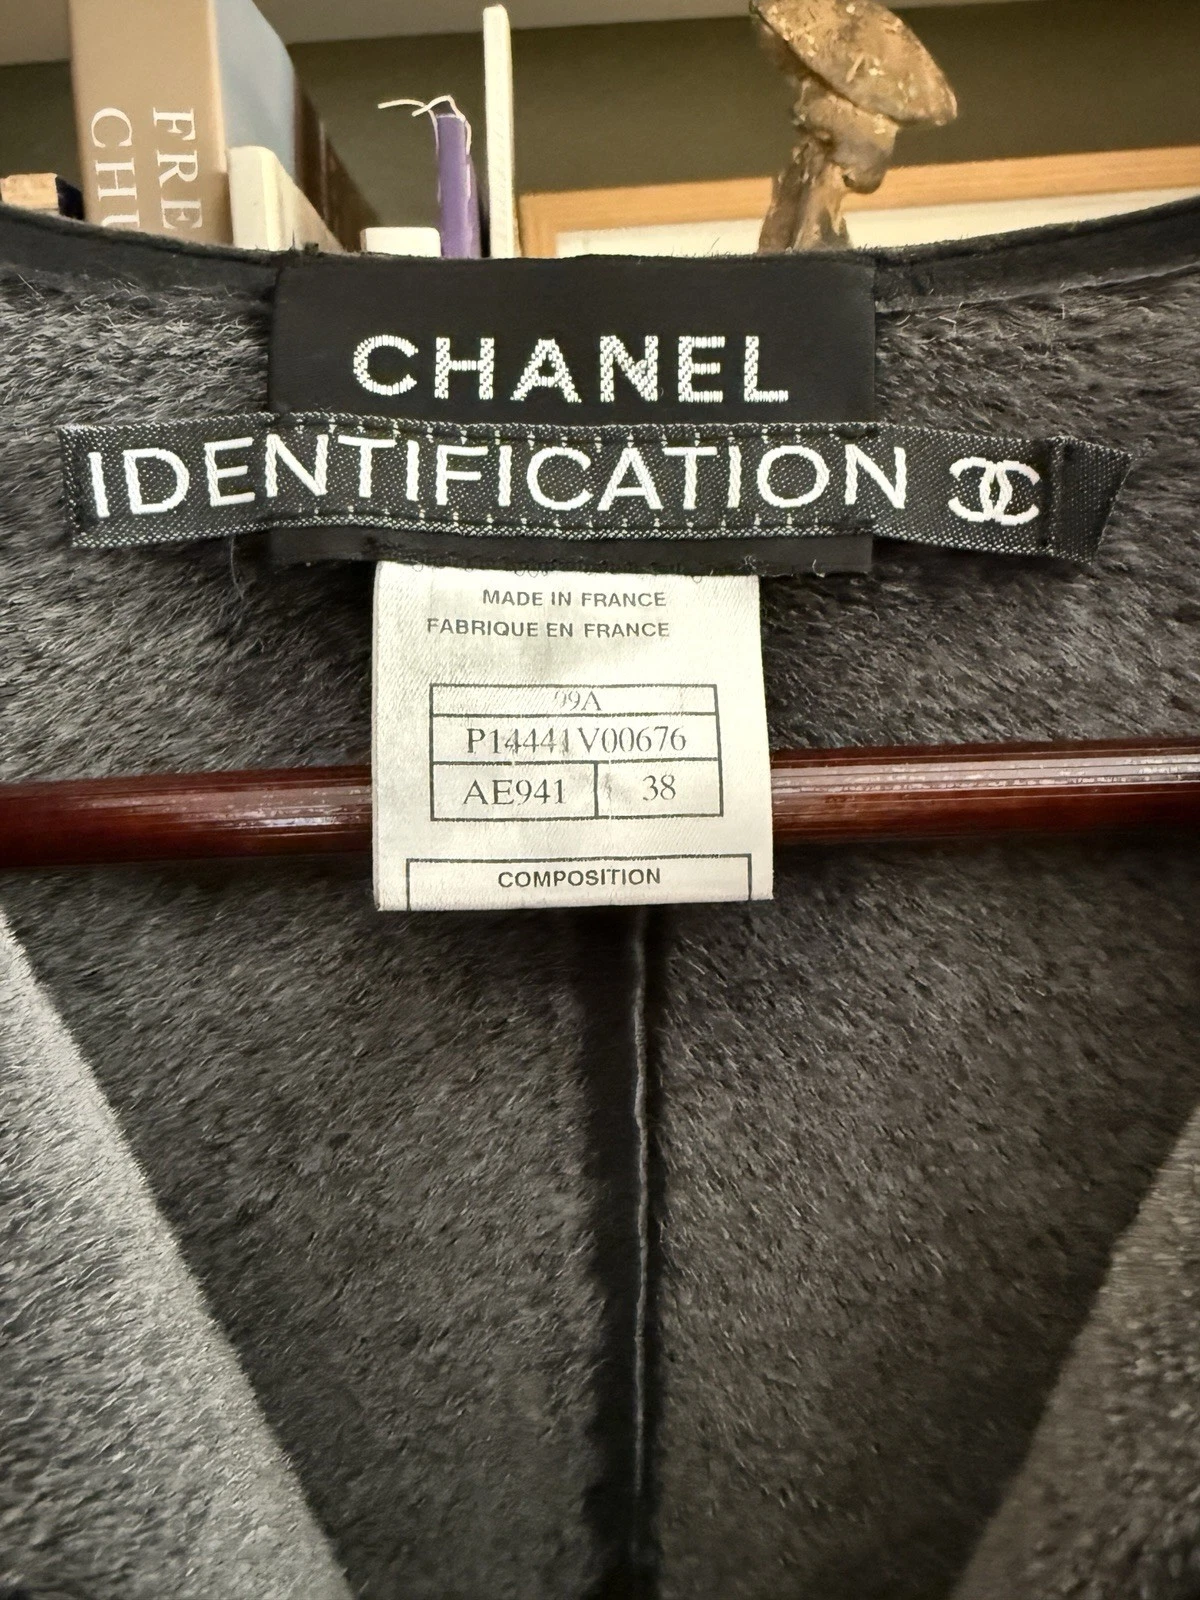 FRE
CHU
CHANEL
IDENTIFICATION
MADE IN FRANCE
FABRIQUE EN FRANCE
99A
P14441V00676
AE941 38
COMPOSITION